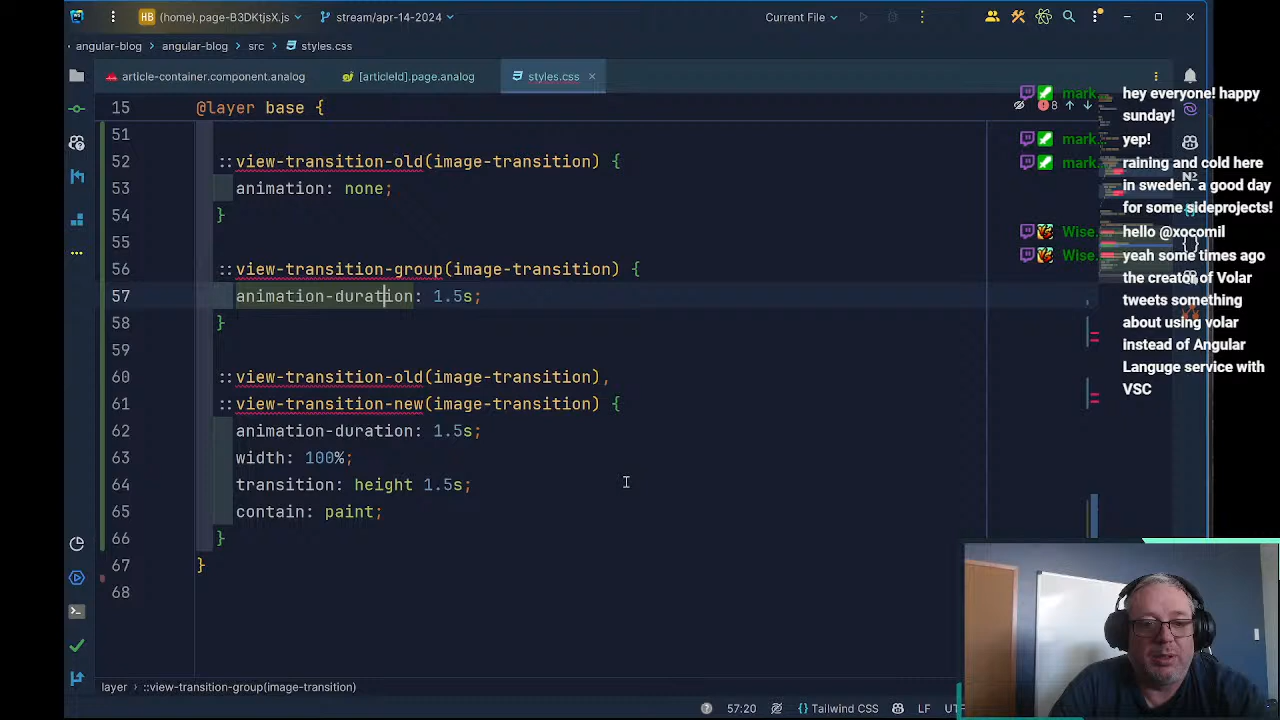 HB (home).page-B3DKtjsX.js
stream/apr-14-2024
Current File
angular-blog > angular-blog > src > styles.css
article-container.component.analog
[articleId].page.analog
styles.css
15 @layer base {
8
51
52 ::view-transition-old(image-transition) {
53 animation: none;
54 }
55
56 ::view-transition-group(image-transition) {
57 animation-duration: 1.5s;
58 }
59
60 ::view-transition-old(image-transition),
61 ::view-transition-new(image-transition) {
62 animation-duration: 1.5s;
63 width: 100%;
64 transition: height 1.5s;
65 contain: paint;
66 }
67 }
68
mark. hey everyone! happy
sunday!
mark. yep!
mark. raining and cold here
in sweden. a good day
for some sideprojects!
Wise. hello @xocomil
Wise. yeah some times ago
the creator of Volar
tweets something
about using volar
instead of Angular
Languge service with
VSC
layer > ::view-transition-group(image-transition)
57:20
{} Tailwind CSS
LF